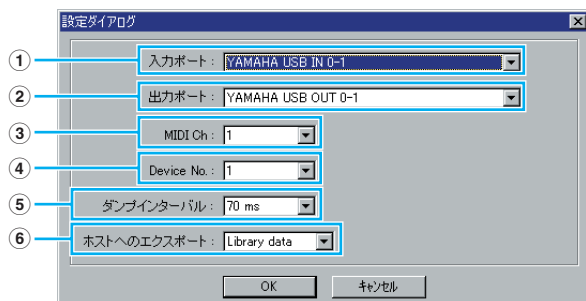 設定ダイアログ
① 入力ポート： YAMAHA USB IN 0-1
② 出力ポート： YAMAHA USB OUT 0-1
③ MIDI Ch： 1
④ Device No.： 1
⑤ ダンプインターバル： 70 ms
⑥ ホストへのエクスポート： Library data
OK キャンセル